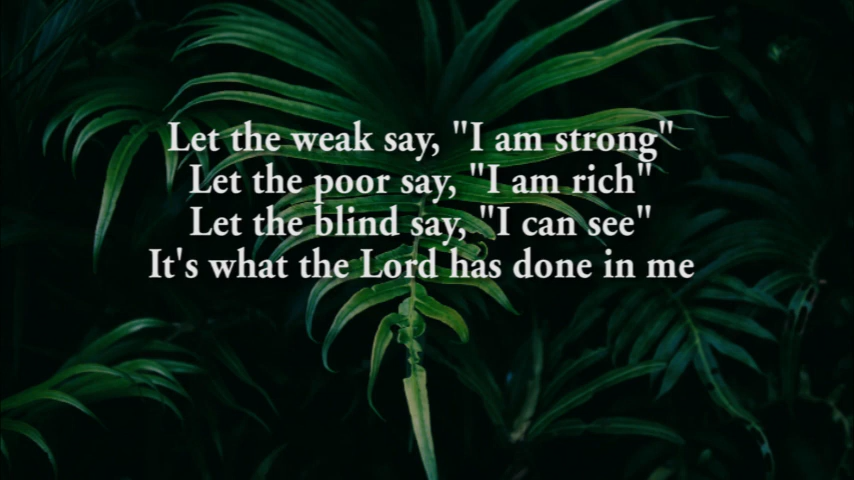 Let the weak say, "I am strong"
Let the poor say, "I am rich"
Let the blind say, "I can see"
It's what the Lord has done in me